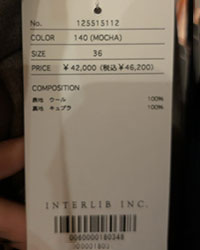 No. 125515112
COLOR 140 (MOCHA)
SIZE 36
PRICE ¥42,000 (税込¥46,200)
COMPOSITION
表地 ウール 100%
裏地 キュプラ 100%
INTERLIB INC.
0060000180348